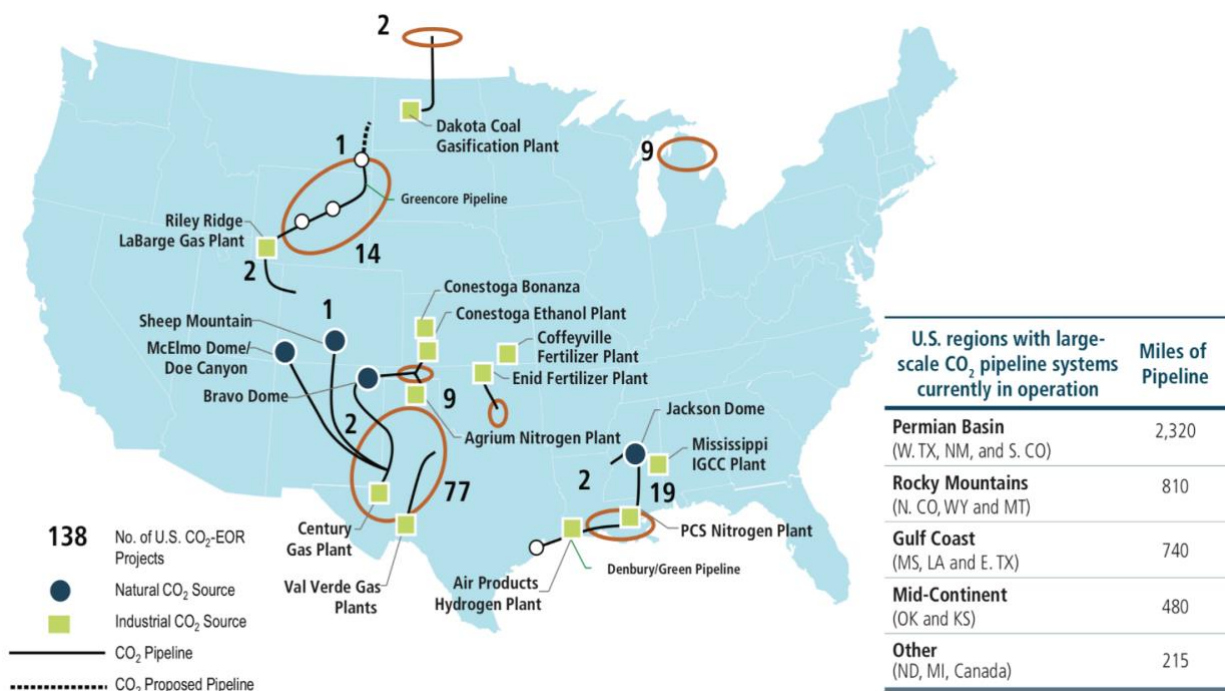 2
Dakota Coal
Gasification Plant
1
9
Greencore Pipeline
Riley Ridge
LaBarge Gas Plant
14
2
Conestoga Bonanza
1
Conestoga Ethanol Plant
Sheep Mountain
McElmo Dome/
Doe Canyon
Coffeyville
Fertilizer Plant
Enid Fertilizer Plant
Bravo Dome
9
2
Agrium Nitrogen Plant
Jackson Dome
Mississippi
IGCC Plant
2
77
19
Century
Gas Plant
PCS Nitrogen Plant
Val Verde Gas
Plants
Air Products
Hydrogen Plant
Denbury/Green Pipeline
138 No. of U.S. CO₂-EOR
Projects
Natural CO₂ Source
Industrial CO₂ Source
CO₂ Pipeline
CO₂ Proposed Pipeline
U.S. regions with large-
scale CO₂ pipeline systems
currently in operation
Miles of
Pipeline
Permian Basin
(W. TX, NM, and S. CO)
2,320
Rocky Mountains
(N. CO, WY and MT)
810
Gulf Coast
(MS, LA and E. TX)
740
Mid-Continent
(OK and KS)
480
Other
(ND, MI, Canada)
215